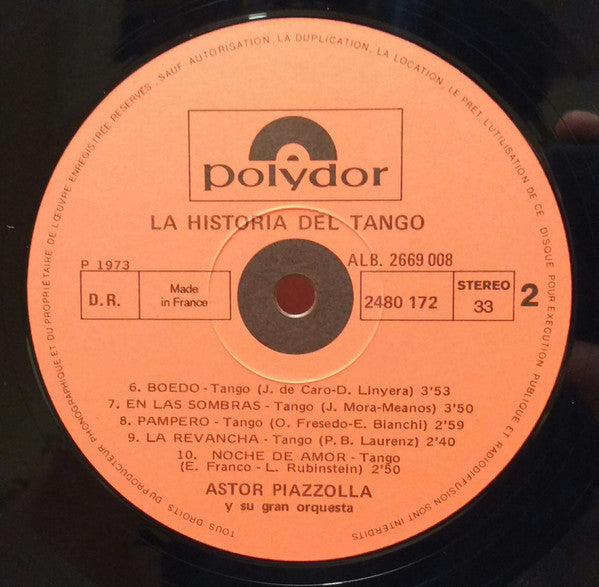 TOUS DROITS DU PRODUCTEUR PHONOGRAPHIQUE ET DU PROPRIÉTAIRE DE L'ŒUVRE ENREGISTRÉE RÉSERVÉS. SAUF AUTORISATION, LA DUPLICATION, LA LOCATION, LE PRÊT, L'UTILISATION DE CE DISQUE POUR EXÉCUTION PUBLIQUE ET RADIODIFFUSION SONT INTERDITS
polydor
LA HISTORIA DEL TANGO
P 1973
ALB. 2669 008
D.R.
Made
in France
2480 172
STEREO
33
2
6. BOEDO - Tango (J. de Caro-D. Linyera) 3'53
7. EN LAS SOMBRAS - Tango (J. Mora-Meanos) 3'50
8. PAMPERO - Tango (O. Fresedo-E. Bianchi) 2'59
9. LA REVANCHA - Tango (P.B. Laurenz) 2'40
10. NOCHE DE AMOR - Tango
(E. Franco - L. Rubinstein) 2'50
ASTOR PIAZZOLLA
y su gran orquesta